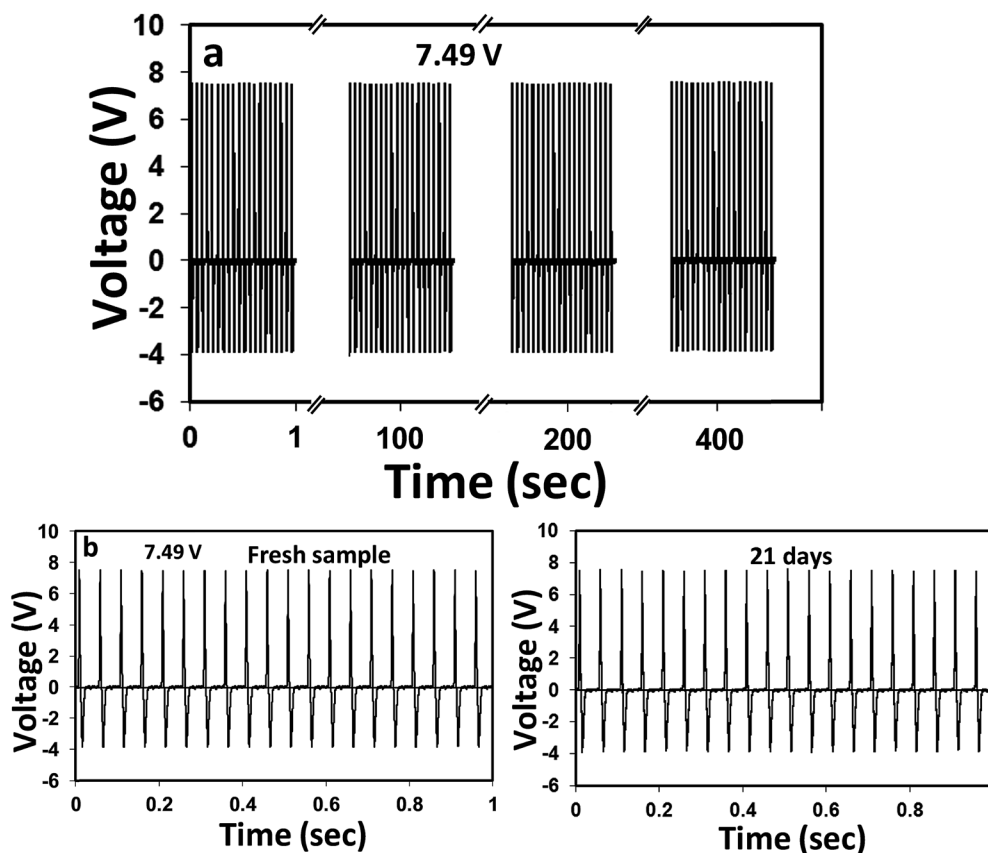 a
7.49 V
10
8
6
4
2
0
-2
-4
-6
Voltage (V)
0 1 100 200 400
Time (sec)
b
7.49 V
Fresh sample
10
8
6
4
2
0
-2
-4
-6
Voltage (V)
0 0.2 0.4 0.6 0.8 1
Time (sec)
21 days
10
8
6
4
2
0
-2
-4
-6
Voltage (V)
0 0.2 0.4 0.6 0.8
Time (sec)